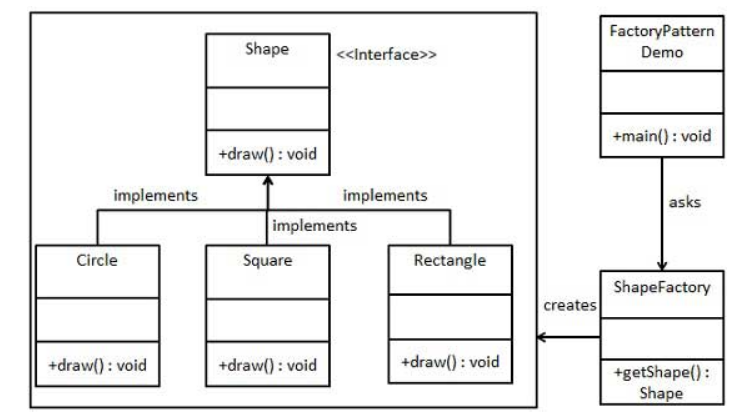 Shape
<<Interface>>
+draw() : void
implements
implements
implements
Circle
+draw() : void
Square
+draw() : void
Rectangle
+draw() : void
FactoryPattern
Demo
+main() : void
asks
creates
ShapeFactory
+getShape() :
Shape